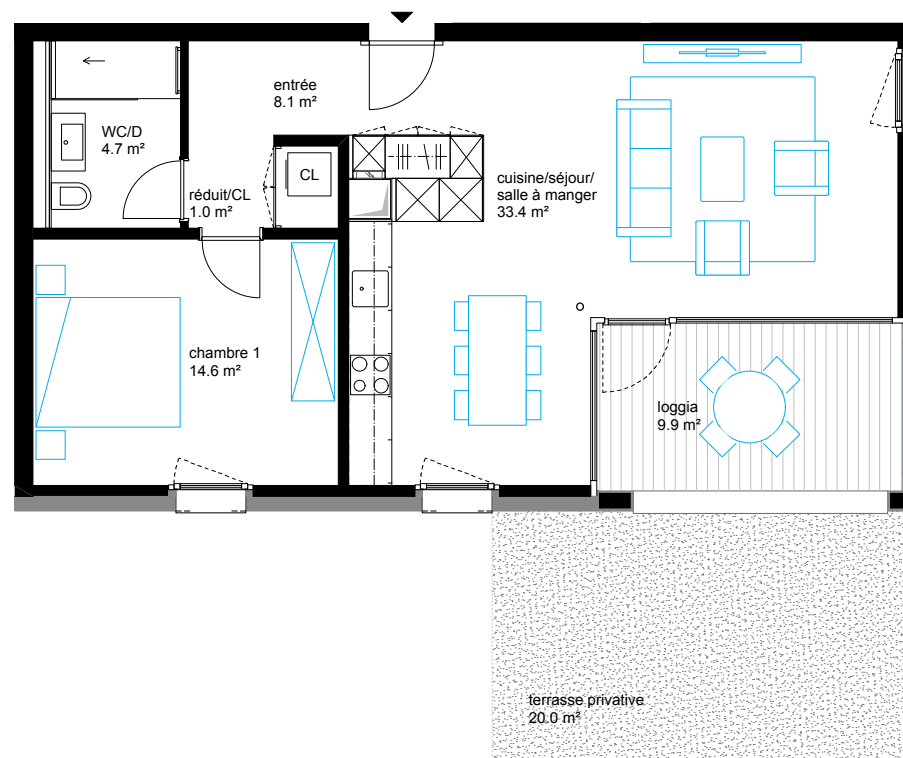 entrée
8.1 m²
WC/D
4.7 m²
réduit/CL
1.0 m²
CL
cuisine/séjour/
salle à manger
33.4 m²
chambre 1
14.6 m²
loggia
9.9 m²
terrasse privative
20.0 m²